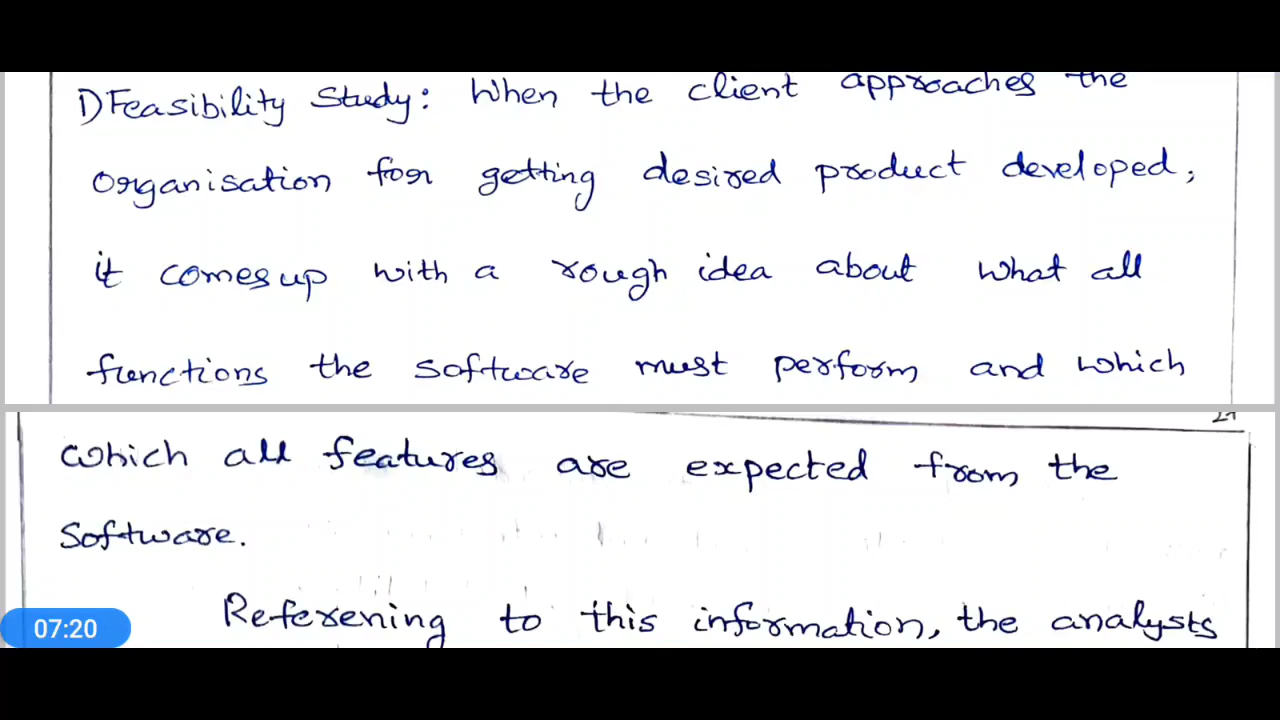 1) Feasibility Study: When the client approaches the
organisation for getting desired product developed,
it comes up with a rough idea about what all
functions the software must perform and which
which all features are expected from the
software.
Referening to this information, the analysts
07:20